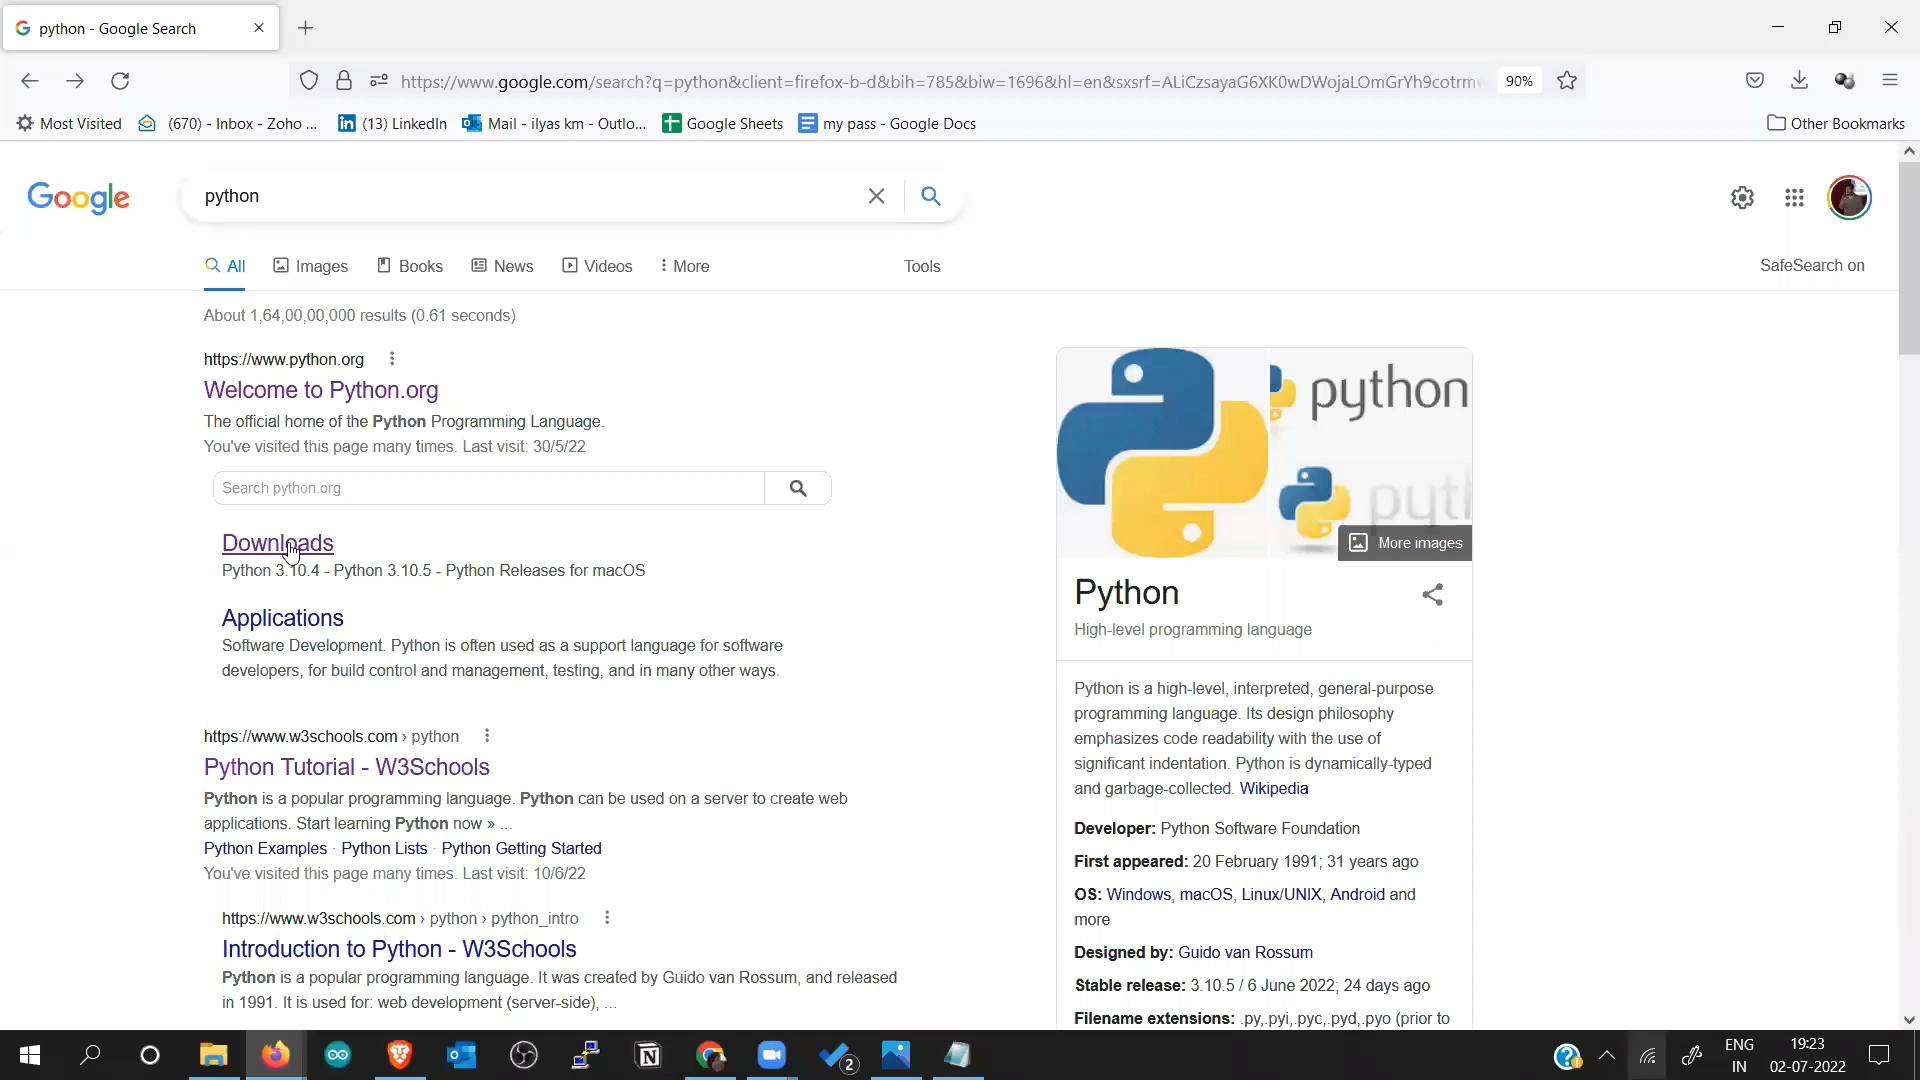 python - Google Search
https://www.google.com/search?q=python&client=firefox-b-d&bih=785&biw=1696&hl=en&sxsrf=ALiCzsayaG6XK0wDWojaLOmGrYh9cotrm
90%
Most Visited
(670) - Inbox - Zoho ...
(13) LinkedIn
Mail - ilyas km - Outlo...
Google Sheets
my pass - Google Docs
Other Bookmarks
Google
python
All
Images
Books
News
Videos
More
Tools
SafeSearch on
About 1,64,00,00,000 results (0.61 seconds)
https://www.python.org
Welcome to Python.org
The official home of the Python Programming Language.
You've visited this page many times. Last visit: 30/5/22
Search python.org
Downloads
Python 3.10.4 - Python 3.10.5 - Python Releases for macOS
Applications
Software Development. Python is often used as a support language for software
developers, for build control and management, testing, and in many other ways.
https://www.w3schools.com › python
Python Tutorial - W3Schools
Python is a popular programming language. Python can be used on a server to create web
applications. Start learning Python now » ...
Python Examples · Python Lists · Python Getting Started
You've visited this page many times. Last visit: 10/6/22
https://www.w3schools.com › python › python_intro
Introduction to Python - W3Schools
Python is a popular programming language. It was created by Guido van Rossum, and released
in 1991. It is used for: web development (server-side), ...
python
pyth
More images
Python
High-level programming language
Python is a high-level, interpreted, general-purpose
programming language. Its design philosophy
emphasizes code readability with the use of
significant indentation. Python is dynamically-typed
and garbage-collected. Wikipedia
Developer: Python Software Foundation
First appeared: 20 February 1991; 31 years ago
OS: Windows, macOS, Linux/UNIX, Android and
more
Designed by: Guido van Rossum
Stable release: 3.10.5 / 6 June 2022; 24 days ago
Filename extensions: .py,.pyi,.pyc,.pyd,.pyo (prior to
2
ENG
IN
19:23
02-07-2022